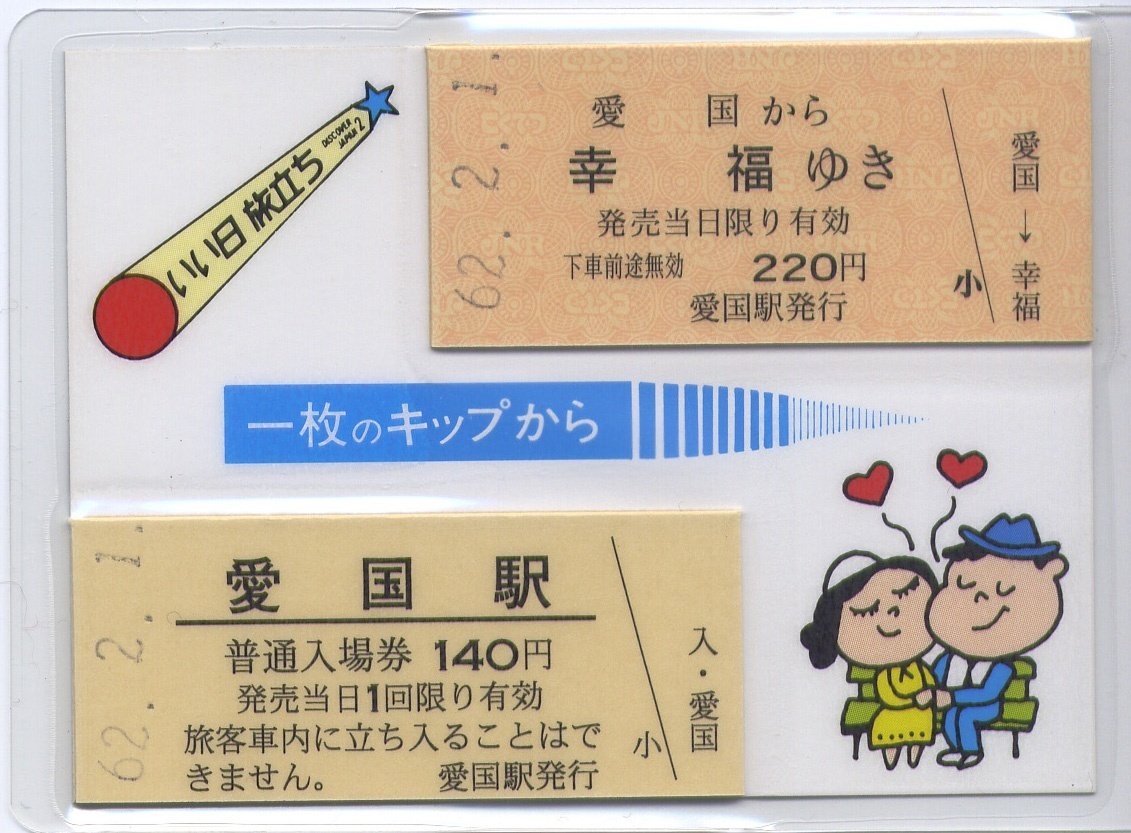 いい日旅立ち
DISCOVER
JAPAN 2
62. 2. 1.
愛 国 から
幸 福 ゆき
発売当日限り有効
下車前途無効 220円
愛国駅発行
小
愛国→幸福
一枚のキップから
62. 2. 1.
愛 国 駅
普通入場券 140円
発売当日1回限り有効
旅客車内に立ち入ることはで
きません。 愛国駅発行
小
入・愛国